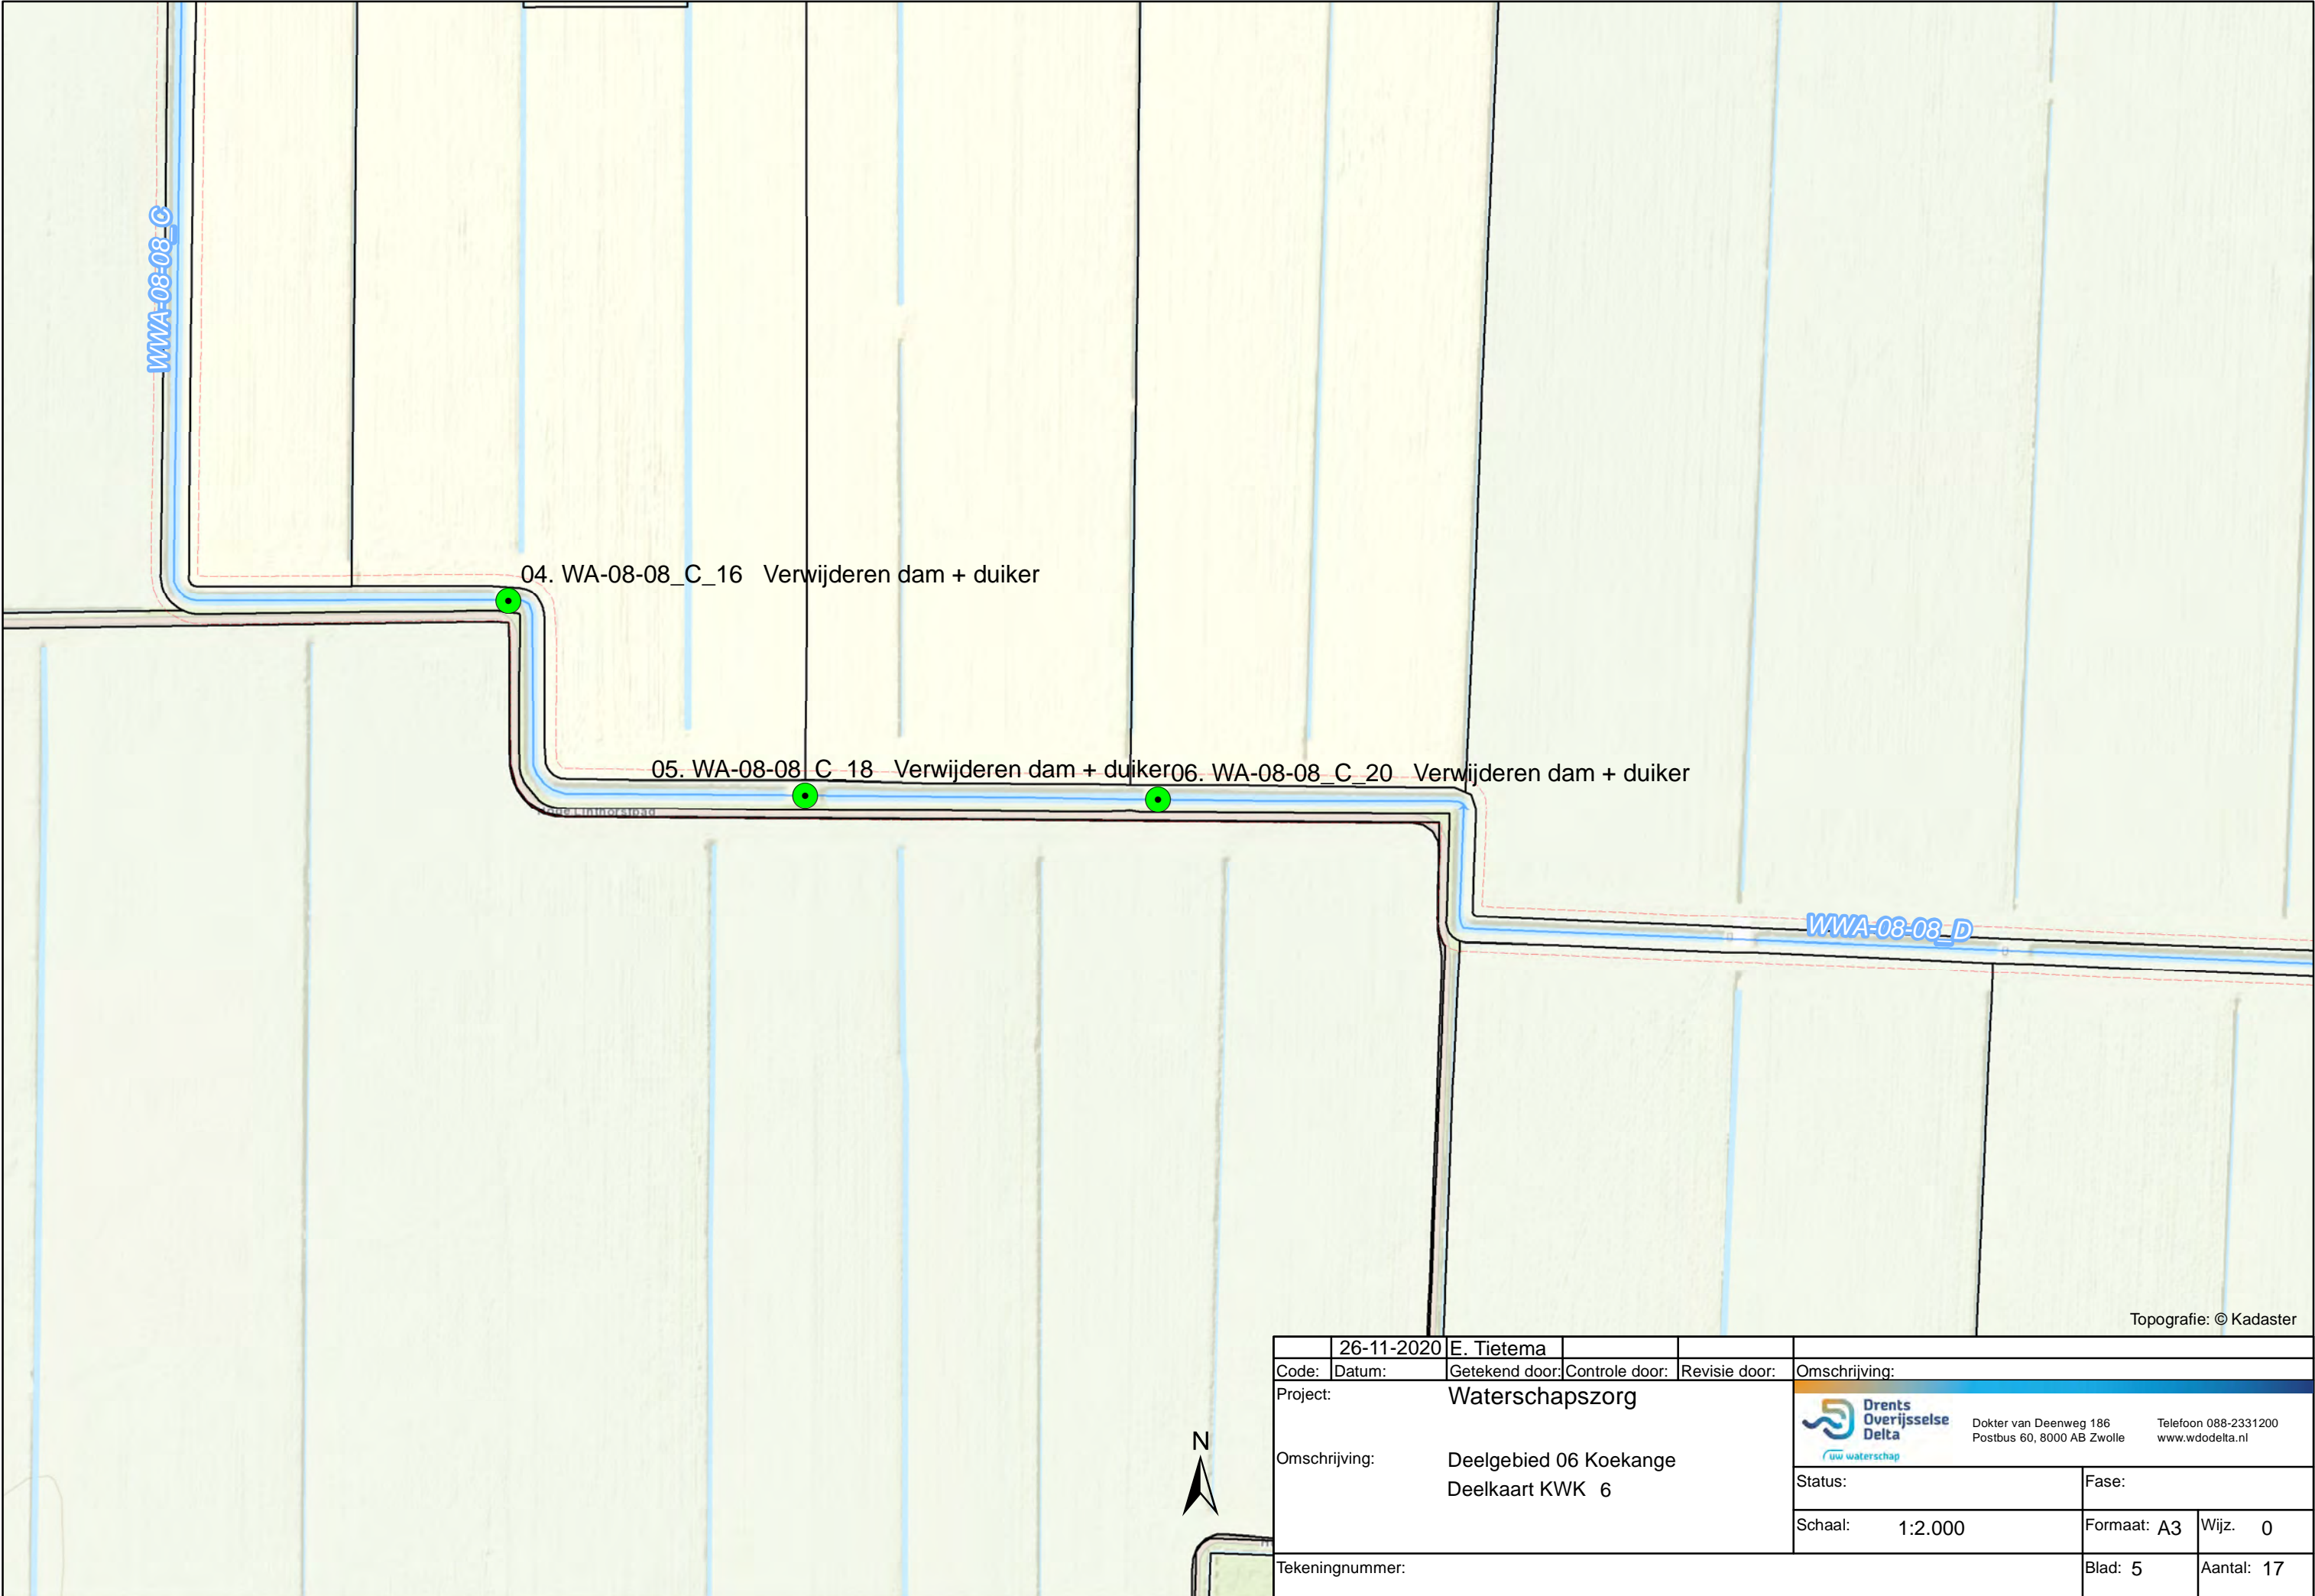 WWA-08-08_C
04. WA-08-08_C_16 Verwijderen dam + duiker
05. WA-08-08_C_18 Verwijderen dam + duiker
06. WA-08-08_C_20 Verwijderen dam + duiker
Linthorstpad
WWA-08-08_D
Topografie: © Kadaster
26-11-2020 E. Tietema
Code: Datum: Getekend door: Controle door: Revisie door: Omschrijving:
Project: Waterschapszorg
Drents
Overijsselse
Delta
uw waterschap
Dokter van Deenweg 186
Postbus 60, 8000 AB Zwolle
Telefoon 088-2331200
www.wdodelta.nl
N
Omschrijving: Deelgebied 06 Koekange
Deelkaart KWK 6
Status: Fase:
Schaal: 1:2.000 Formaat: A3 Wijz. 0
Tekeningnummer: Blad: 5 Aantal: 17